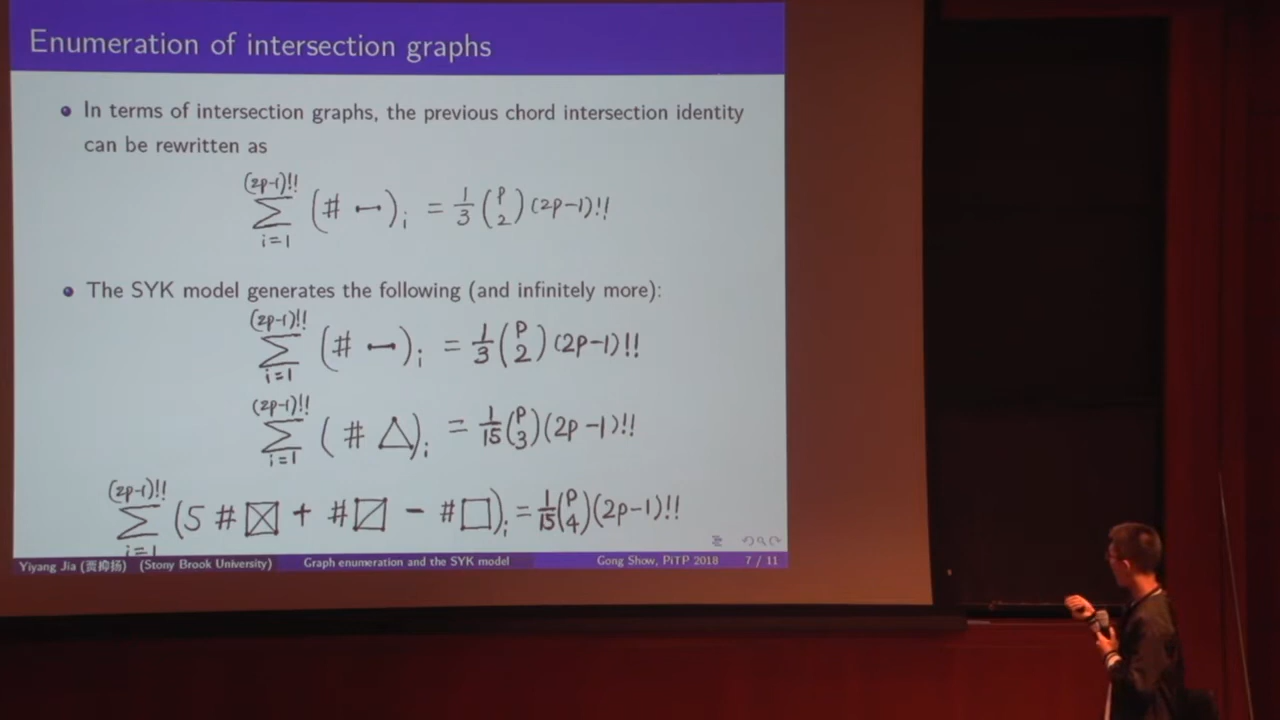 Enumeration of intersection graphs
In terms of intersection graphs, the previous chord intersection identity
can be rewritten as
(2p-1)!!
∑ (# •–•)ᵢ = 1/3 (p 2) (2p-1)!!
i=1
The SYK model generates the following (and infinitely more):
(2p-1)!!
∑ (# •–•)ᵢ = 1/3 (p 2) (2p-1)!!
i=1
(2p-1)!!
∑ (# △)ᵢ = 1/15 (p 3) (2p-1)!!
i=1
(2p-1)!!
∑ (5 #⊠ + #⧄ - #□)ᵢ = 1/15 (p 4) (2p-1)!!
i=1
Yiyang Jia (贾抑扬) (Stony Brook University) Graph enumeration and the SYK model Gong Show, PiTP 2018 7 / 11